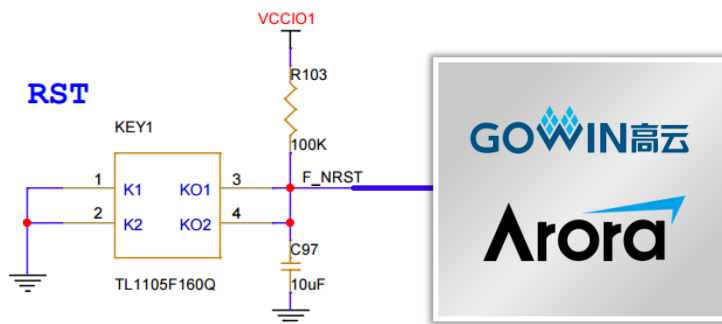 VCCIO1
R103
RST
KEY1
100K
F_NRST
1 K1 KO1 3
2 K2 KO2 4
C97
TL1105F160Q
10uF
GOWIN高云
Arora